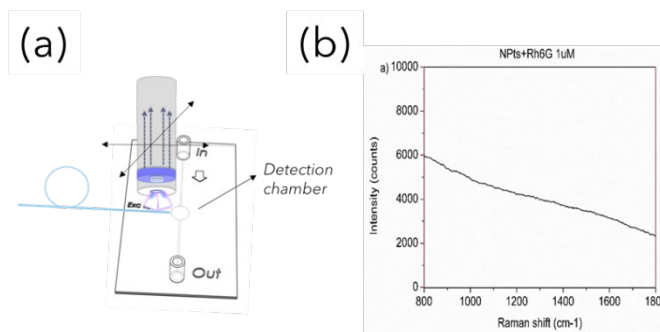 (a)
In
Detection
chamber
Exc
Out
(b)
NPts+Rh6G 1uM
a)
10000
8000
6000
4000
2000
0
Intensity (counts)
800
1000
1200
1400
1600
1800
Raman shift (cm-1)